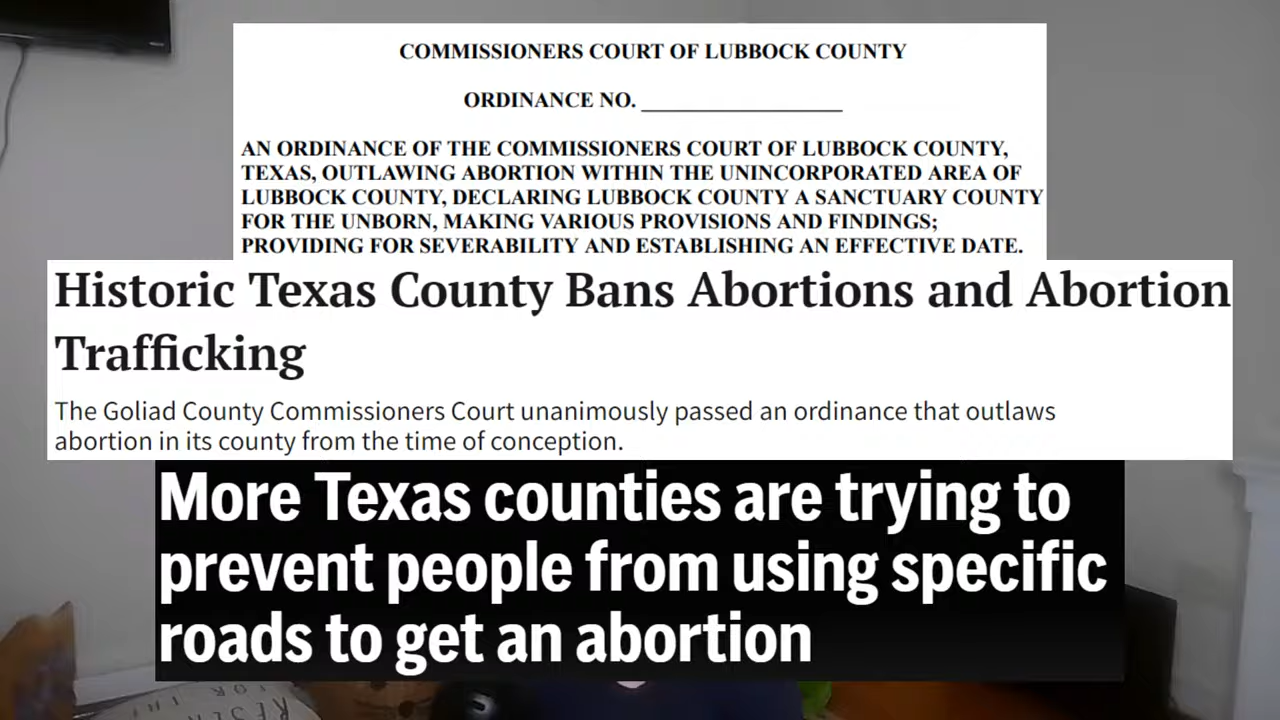 COMMISSIONERS COURT OF LUBBOCK COUNTY
ORDINANCE NO. ____________________
AN ORDINANCE OF THE COMMISSIONERS COURT OF LUBBOCK COUNTY,
TEXAS, OUTLAWING ABORTION WITHIN THE UNINCORPORATED AREA OF
LUBBOCK COUNTY, DECLARING LUBBOCK COUNTY A SANCTUARY COUNTY
FOR THE UNBORN, MAKING VARIOUS PROVISIONS AND FINDINGS;
PROVIDING FOR SEVERABILITY AND ESTABLISHING AN EFFECTIVE DATE.
Historic Texas County Bans Abortions and Abortion
Trafficking
The Goliad County Commissioners Court unanimously passed an ordinance that outlaws
abortion in its county from the time of conception.
More Texas counties are trying to
prevent people from using specific
roads to get an abortion